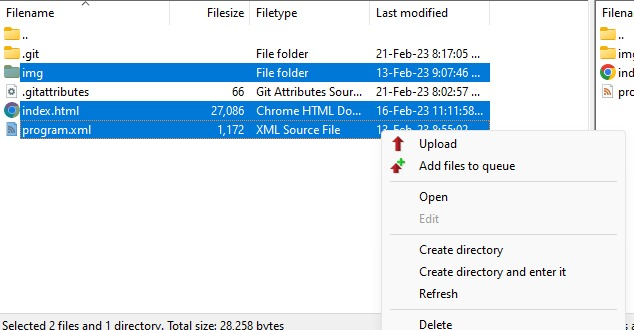 Filename Filesize Filetype Last modified Filena
.. ..
.git File folder 21-Feb-23 8:17:05 ... img
img File folder 13-Feb-23 9:07:46 ... ind
.gitattributes 66 Git Attributes Sour... 21-Feb-23 8:02:57 ... pro
index.html 27,086 Chrome HTML Do... 16-Feb-23 11:11:58...
program.xml 1,172 XML Source File 13-Feb-23 8:55:02 ...
Upload
Add files to queue
Open
Edit
Create directory
Create directory and enter it
Refresh
Delete
Selected 2 files and 1 directory. Total size: 28.258 bytes